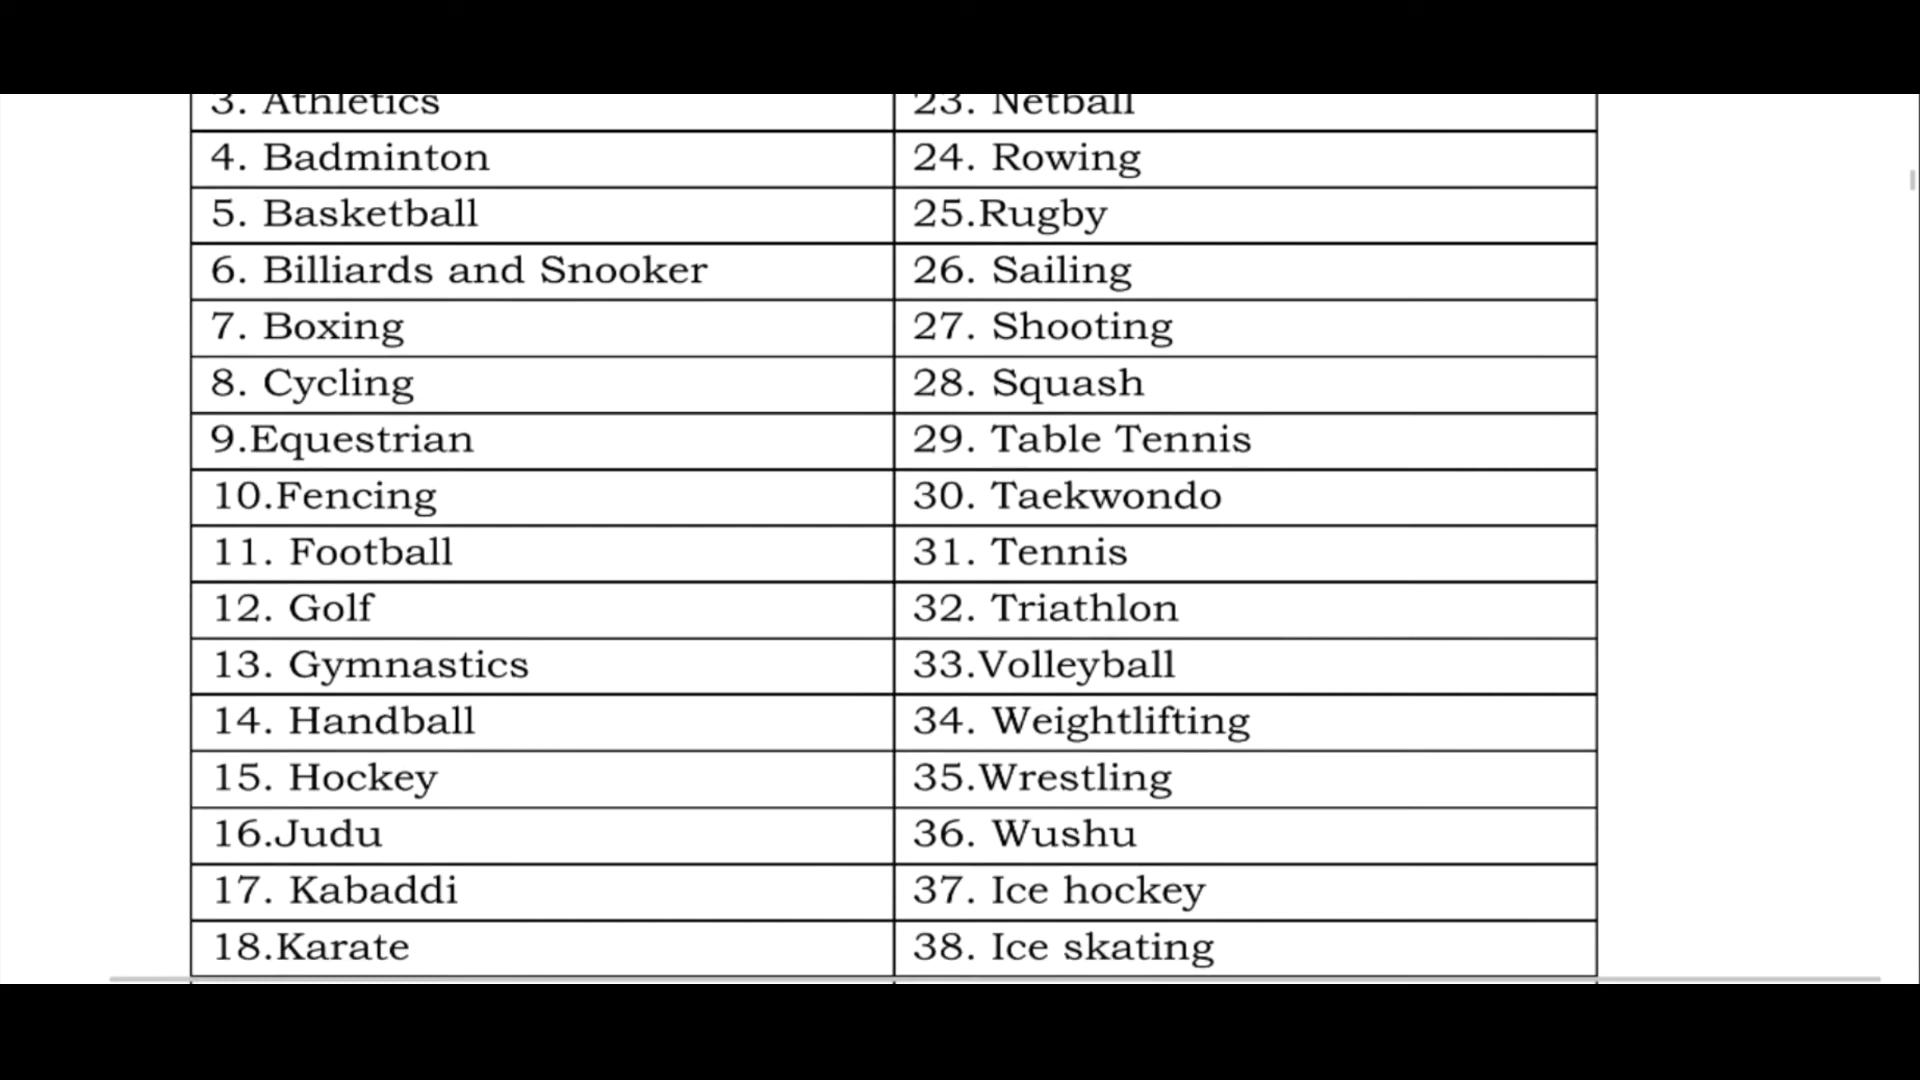 3. Athletics
23. Netball
4. Badminton
24. Rowing
5. Basketball
25.Rugby
6. Billiards and Snooker
26. Sailing
7. Boxing
27. Shooting
8. Cycling
28. Squash
9.Equestrian
29. Table Tennis
10.Fencing
30. Taekwondo
11. Football
31. Tennis
12. Golf
32. Triathlon
13. Gymnastics
33.Volleyball
14. Handball
34. Weightlifting
15. Hockey
35.Wrestling
16.Judu
36. Wushu
17. Kabaddi
37. Ice hockey
18.Karate
38. Ice skating